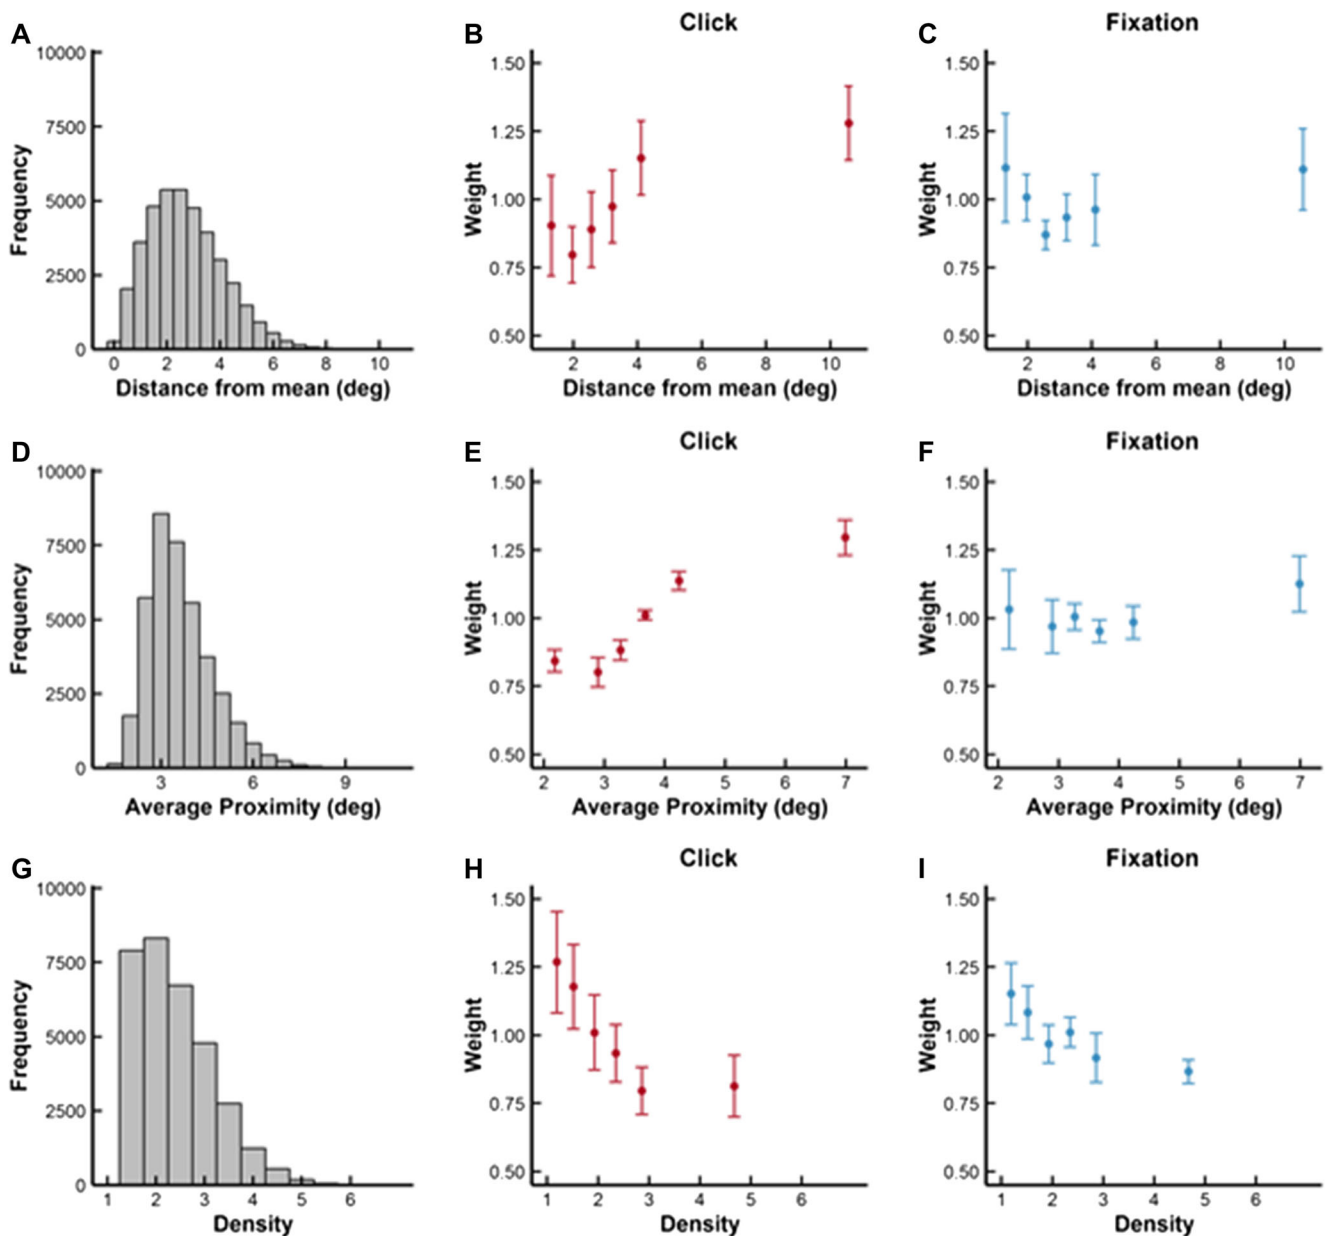 A
10000
7500
5000
2500
0
Frequency
0 2 4 6 8 10
Distance from mean (deg)
B
Click
1.50
1.25
1.00
0.75
0.50
Weight
2 4 6 8 10
Distance from mean (deg)
C
Fixation
1.50
1.25
1.00
0.75
0.50
Weight
2 4 6 8 10
Distance from mean (deg)
D
10000
7500
5000
2500
0
Frequency
3 6 9
Average Proximity (deg)
E
Click
1.50
1.25
1.00
0.75
0.50
Weight
2 3 4 5 6 7
Average Proximity (deg)
F
Fixation
1.50
1.25
1.00
0.75
0.50
Weight
2 3 4 5 6 7
Average Proximity (deg)
G
10000
7500
5000
2500
0
Frequency
1 2 3 4 5 6
Density
H
Click
1.50
1.25
1.00
0.75
0.50
Weight
1 2 3 4 5 6
Density
I
Fixation
1.50
1.25
1.00
0.75
0.50
Weight
1 2 3 4 5 6
Density